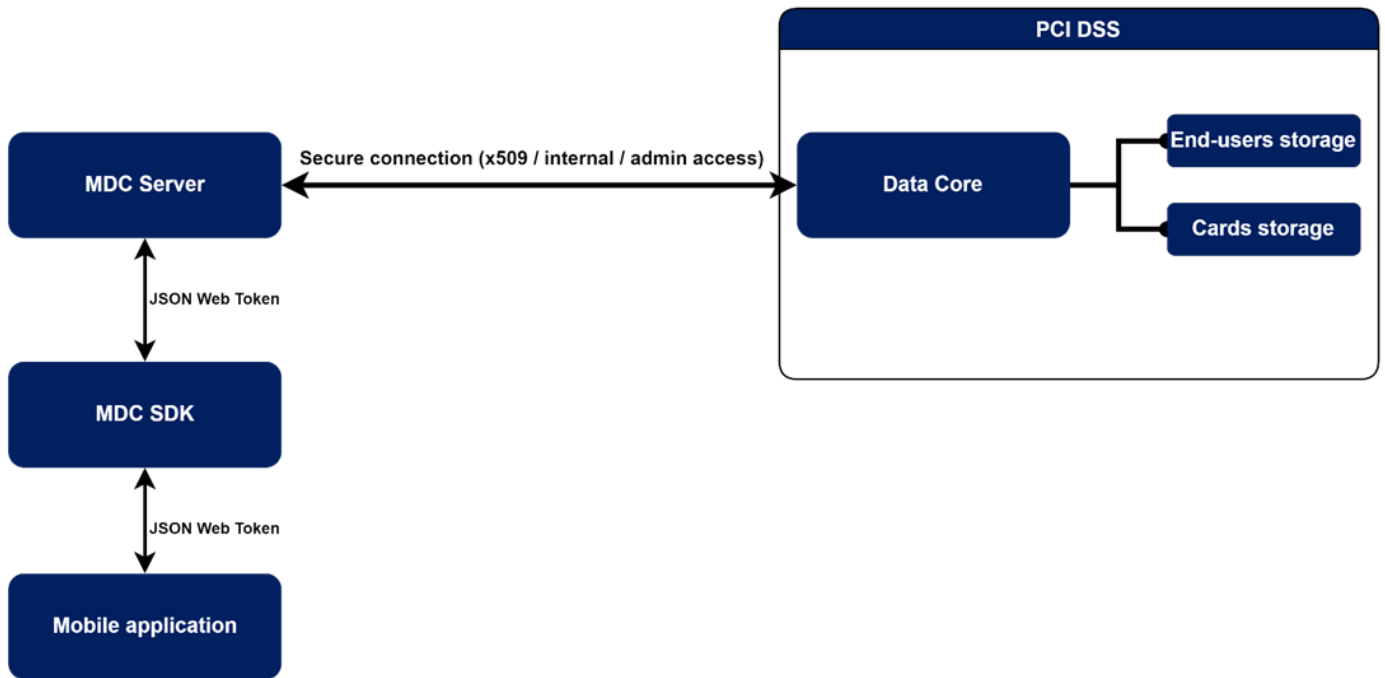 PCI DSS
End-users storage
Secure connection (x509 / internal / admin access)
MDC Server
Data Core
Cards storage
JSON Web Token
MDC SDK
JSON Web Token
Mobile application